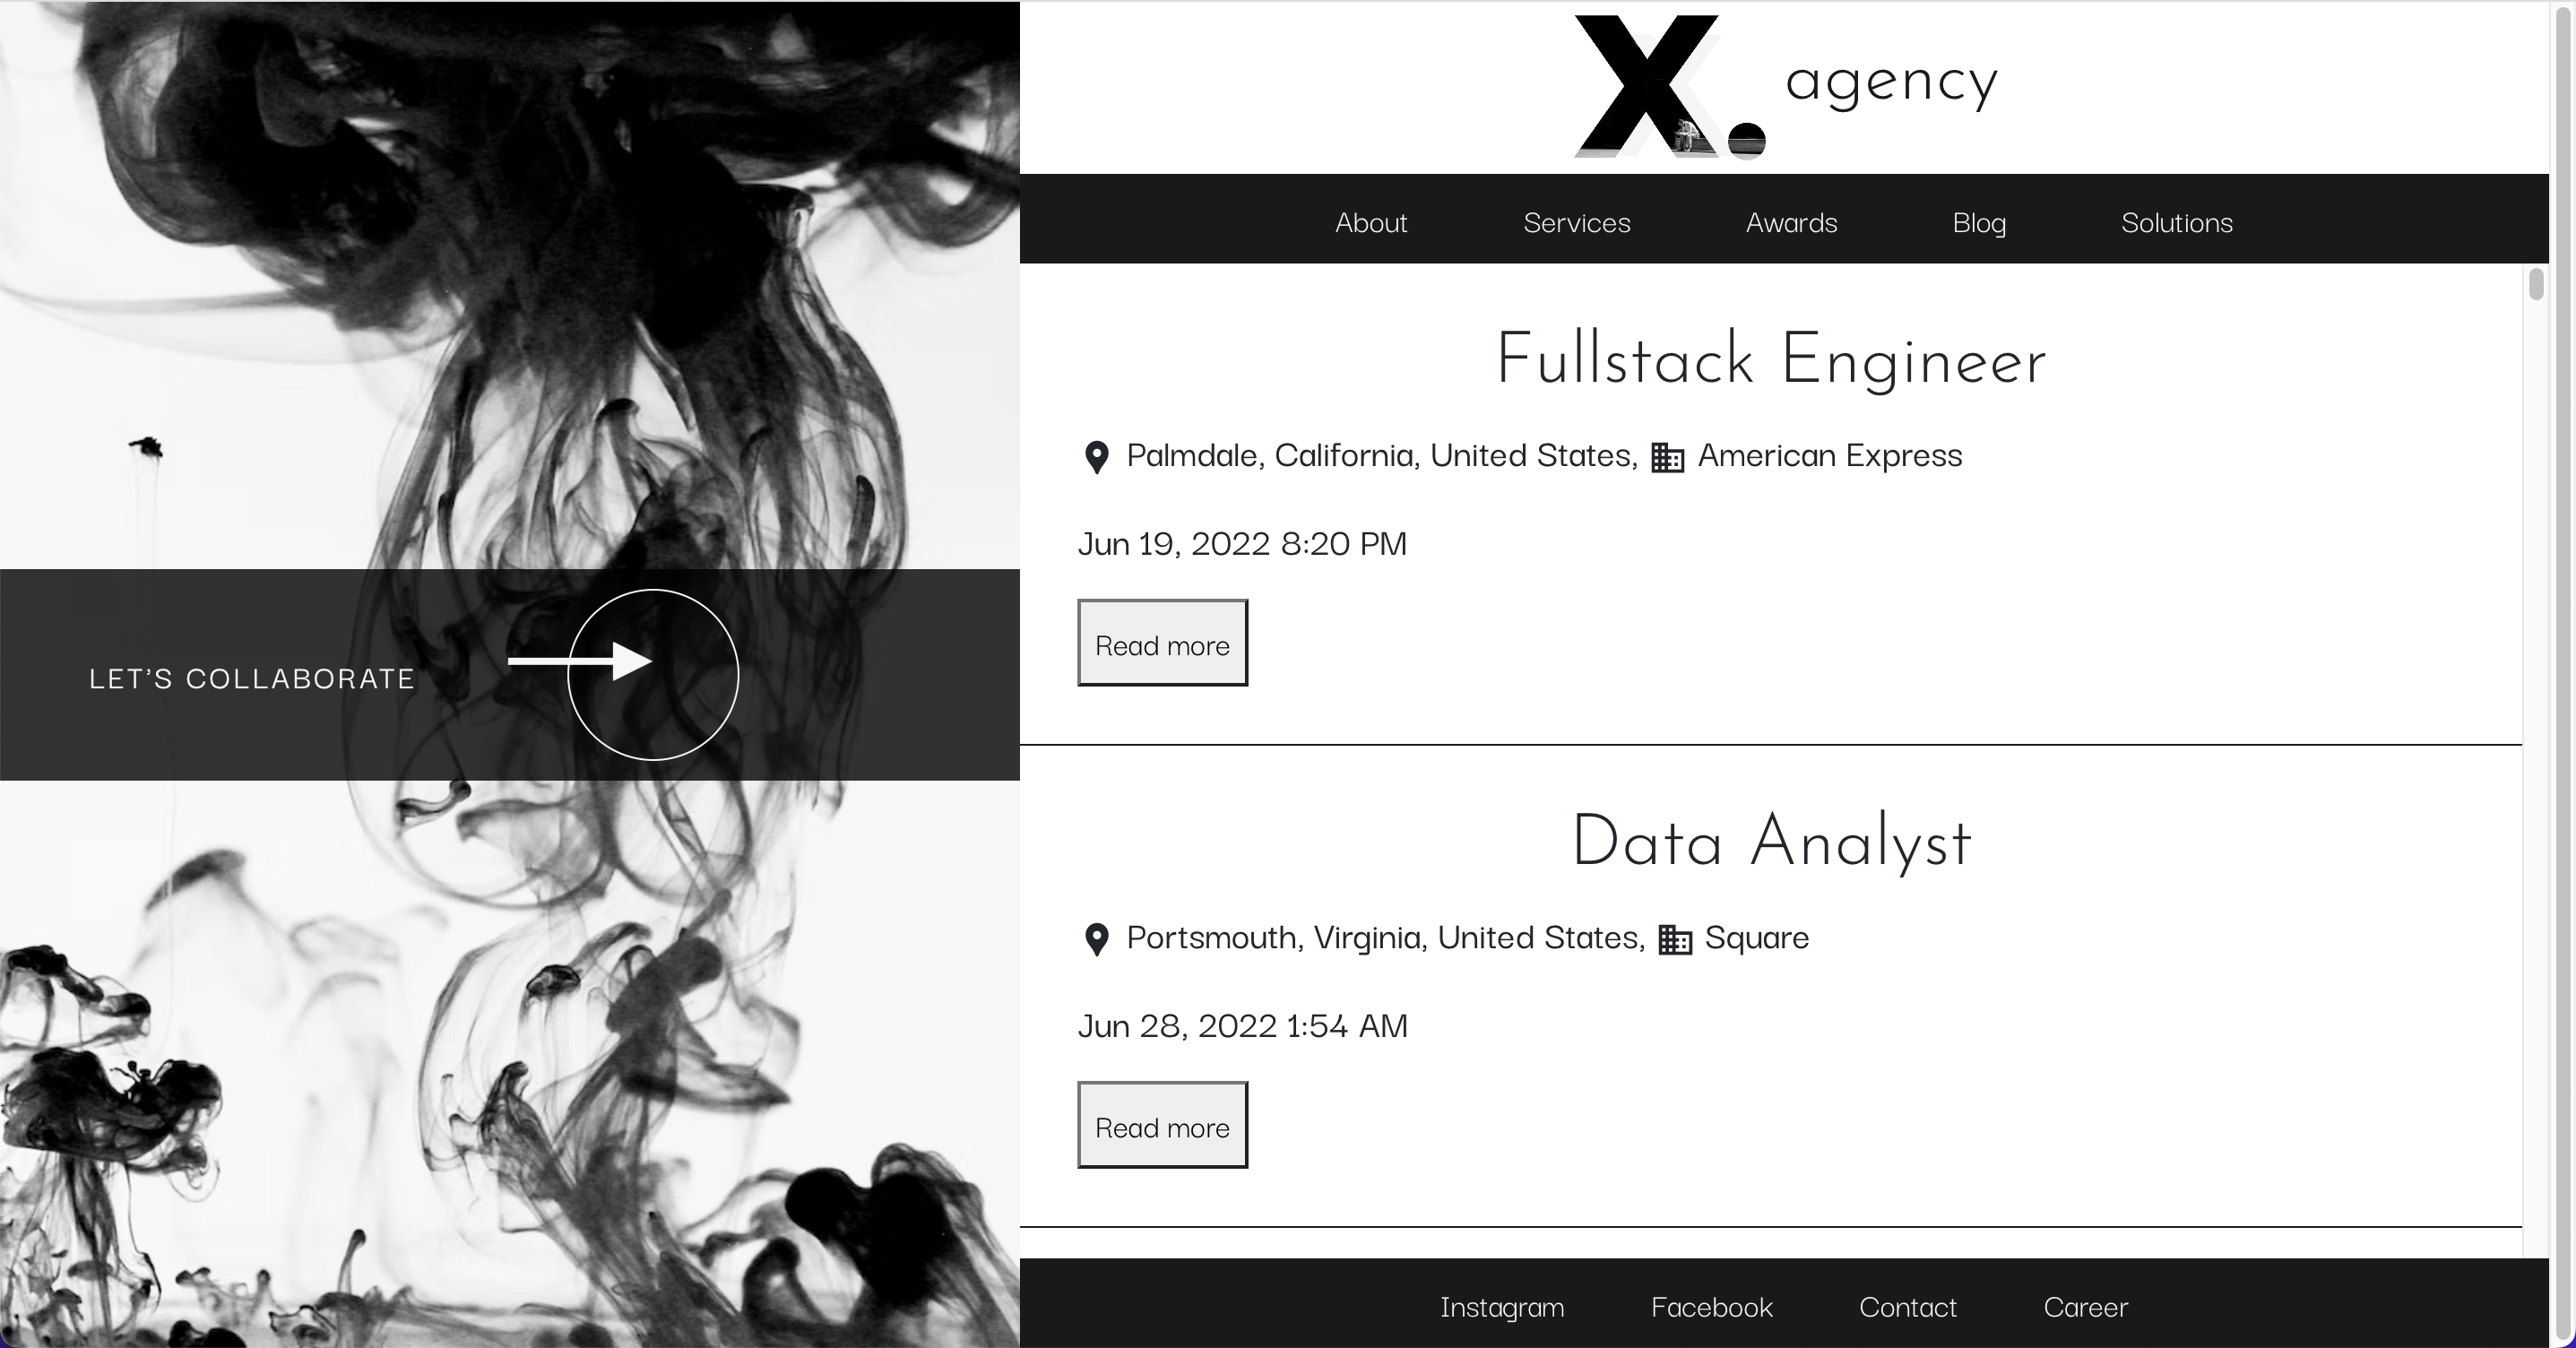 X. agency
About Services Awards Blog Solutions
LET'S COLLABORATE
Fullstack Engineer
Palmdale, California, United States, American Express
Jun 19, 2022 8:20 PM
Read more
Data Analyst
Portsmouth, Virginia, United States, Square
Jun 28, 2022 1:54 AM
Read more
Instagram Facebook Contact Career